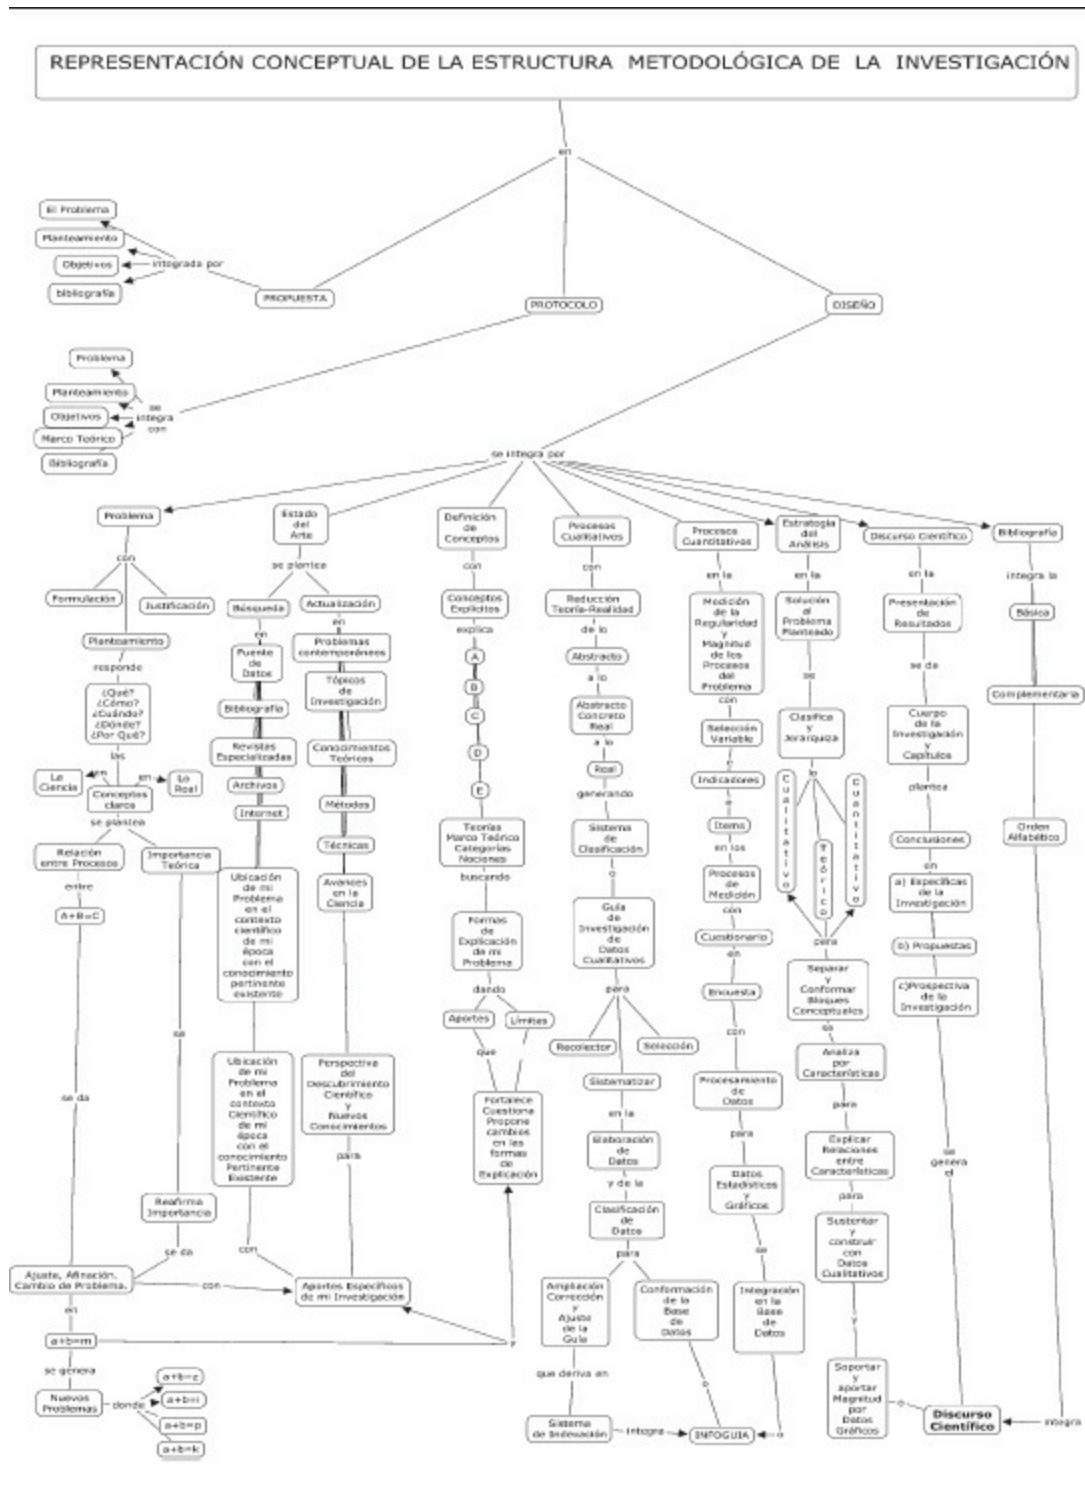 REPRESENTACIÓN CONCEPTUAL DE LA ESTRUCTURA METODOLÓGICA DE LA INVESTIGACIÓN
en
El Problema
Planteamiento
Objetivos
bibliografía
integrada por
PROPUESTA
PROTOCOLO
DISEÑO
Problema
Planteamiento
Objetivos
Marco Teórico
Bibliografía
se
integra
con
se integra por
Problema
con
Formulación
Justificación
Planteamiento
responde
¿Qué?
¿Cómo?
¿Cuándo?
¿Dónde?
¿Por Qué?
las
La
Ciencia
en
Conceptos
claros
en
Lo
Real
se plantea
Relación
entre Procesos
entre
A+B=C
se da
Importancia
Teórica
se
Reafirma
Importancia
se da
Ajuste, Afinación.
Cambio de Problema.
con
en
a+b=m
y
se genera
Nuevos
Problemas
donde
a+b=z
a+b=i
a+b=p
a+b=k
Estado
del
Arte
se plantea
Búsqueda
en
Fuente
de
Datos
Bibliografía
Revistas
Especializadas
Archivos
Internet
Ubicación
de mi
Problema
en el
contexto
científico
de mi
época
con el
conocimiento
pertinente
existente
Ubicación
de mi
Problema
en el
contexto
Científico
de mi
época
con el
conocimiento
Pertinente
Existente
con
Actualización
en
Problemas
contemporáneos
Tópicos
de
Investigación
Conocimientos
Teóricos
Métodos
Técnicas
Avances
en la
Ciencia
Perspectiva
del
Descubrimiento
Científico
y
Nuevos
Conocimientos
para
Aportes Específicos
de mi Investigación
Definición
de
Conceptos
con
Conceptos
Explícitos
explica
A
B
C
D
E
Teorías
Marco Teórico
Categorías
Nociones
buscando
Formas
de
Explicación
de mi
Problema
dando
Aportes
Límites
que
Fortalece
Cuestiona
Propone
cambios
en las
formas
de
Explicación
Procesos
Cualitativos
con
Reducción
Teoría-Realidad
de lo
Abstracto
a lo
Abstracto
Concreto
Real
a lo
Real
generando
Sistema
de
Clasificación
o
Guía
de
Investigación
de
Datos
Cualitativos
para
Recolector
Selección
Sistematizar
en la
Elaboración
de
Datos
y de la
Clasificación
de
Datos
para
Ampliación
Corrección
y
Ajuste
de la
Guía
que deriva en
Sistema
de Indexación
integra
Conformación
de la
Base
de
Datos
o
INFOGUIA
Procesos
Cuantitativos
en la
Medición
de la
Regularidad
y
Magnitud
de los
Procesos
del
Problema
con
Selección
Variable
e
Indicadores
e
Items
en los
Procesos
de
Medición
con
Cuestionario
en
Encuesta
con
Procesamiento
de
Datos
para
Datos
Estadísticos
y
Gráficos
se
Integración
en la
Base
de
Datos
o
Estrategia
del
Análisis
en la
Solución
al
Problema
Planteado
se
Clasifica
y
Jerarquiza
lo
Cualitativo
Teórico
Cuantitativo
para
Separar
y
Conformar
Bloques
Conceptuales
se
Analiza
por
Características
para
Explicar
Relaciones
entre
Características
para
Sustentar
y
construir
con
Datos
Cualitativos
y
Soportar
y
aportar
Magnitud
por
Datos
Gráficos
o
Discurso Científico
en la
Presentación
de
Resultados
se da
Cuerpo
de la
Investigación
y
Capítulos
plantea
Conclusiones
en
a) Específicas
de la
Investigación
b) Propuestas
c)Prospectiva
de la
Investigación
se
genera
el
Discurso
Científico
Bibliografía
integra la
Básica
Complementaria
Orden
Alfabético
integra